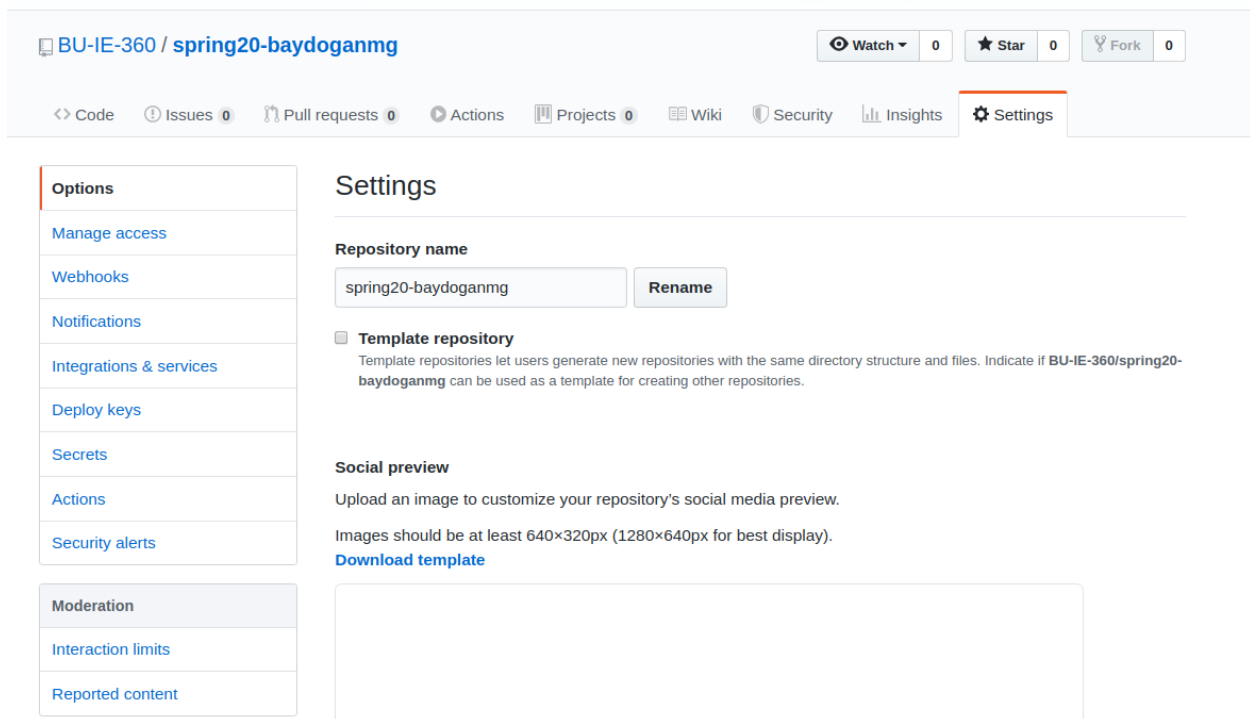 BU-IE-360 / spring20-baydoganmg
Watch 0 Star 0 Fork 0
Code Issues 0 Pull requests 0 Actions Projects 0 Wiki Security Insights Settings
Options
Manage access
Webhooks
Notifications
Integrations & services
Deploy keys
Secrets
Actions
Security alerts
Moderation
Interaction limits
Reported content
Settings
Repository name
spring20-baydoganmg Rename
Template repository
Template repositories let users generate new repositories with the same directory structure and files. Indicate if BU-IE-360/spring20-
baydoganmg can be used as a template for creating other repositories.
Social preview
Upload an image to customize your repository’s social media preview.
Images should be at least 640×320px (1280×640px for best display).
Download template